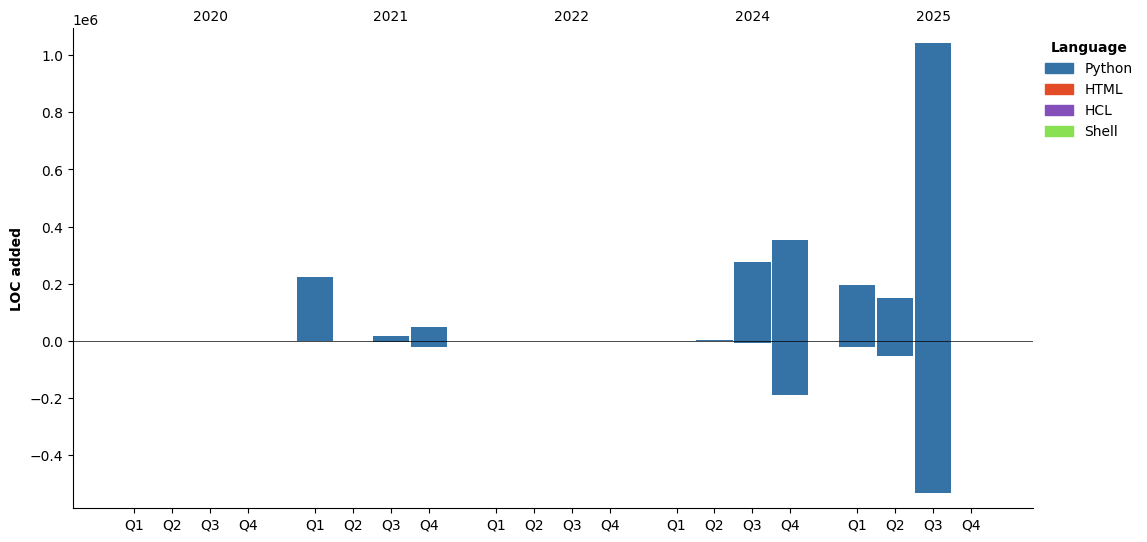 2020 2021 2022 2024 2025
1e6
Language
Python
HTML
HCL
Shell
LOC added
1.0
0.8
0.6
0.4
0.2
0.0
−0.2
−0.4
Q1 Q2 Q3 Q4 Q1 Q2 Q3 Q4 Q1 Q2 Q3 Q4 Q1 Q2 Q3 Q4 Q1 Q2 Q3 Q4